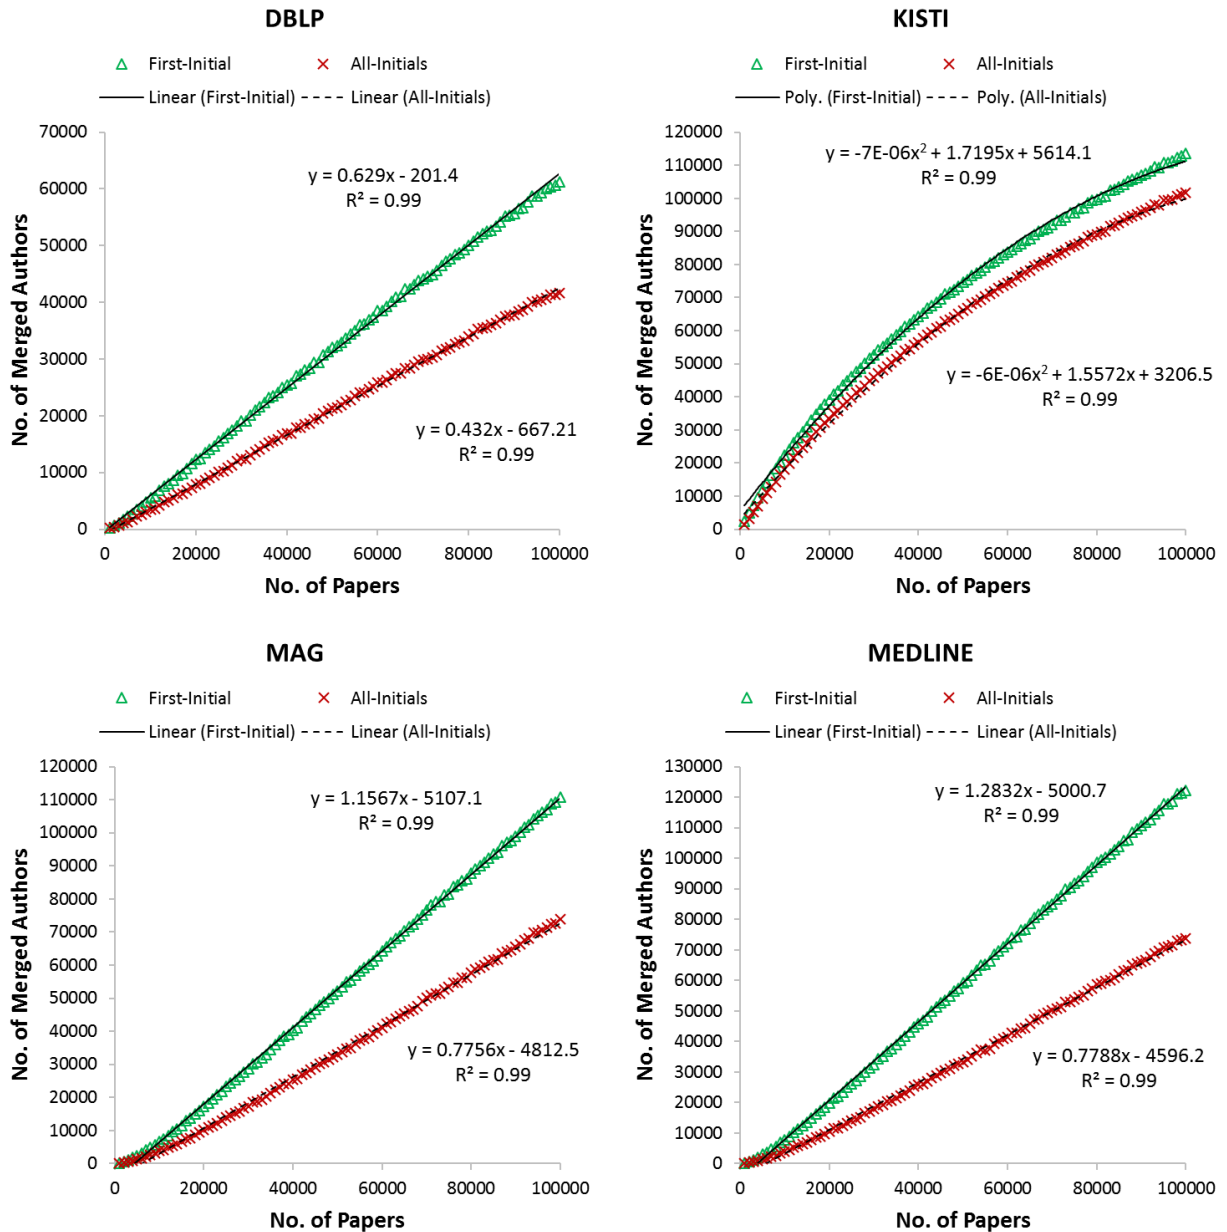 DBLP
First-Initial All-Initials
Linear (First-Initial) Linear (All-Initials)
70000
60000
50000
40000
30000
20000
10000
0
No. of Merged Authors
y = 0.629x - 201.4
R² = 0.99
y = 0.432x - 667.21
R² = 0.99
0 20000 40000 60000 80000 100000
No. of Papers
KISTI
First-Initial All-Initials
Poly. (First-Initial) Poly. (All-Initials)
120000
110000
100000
90000
80000
70000
60000
50000
40000
30000
20000
10000
0
No. of Merged Authors
y = -7E-06x² + 1.7195x + 5614.1
R² = 0.99
y = -6E-06x² + 1.5572x + 3206.5
R² = 0.99
0 20000 40000 60000 80000 100000
No. of Papers
MAG
First-Initial All-Initials
Linear (First-Initial) Linear (All-Initials)
120000
110000
100000
90000
80000
70000
60000
50000
40000
30000
20000
10000
0
No. of Merged Authors
y = 1.1567x - 5107.1
R² = 0.99
y = 0.7756x - 4812.5
R² = 0.99
0 20000 40000 60000 80000 100000
No. of Papers
MEDLINE
First-Initial All-Initials
Linear (First-Initial) Linear (All-Initials)
130000
120000
110000
100000
90000
80000
70000
60000
50000
40000
30000
20000
10000
0
No. of Merged Authors
y = 1.2832x - 5000.7
R² = 0.99
y = 0.7788x - 4596.2
R² = 0.99
0 20000 40000 60000 80000 100000
No. of Papers